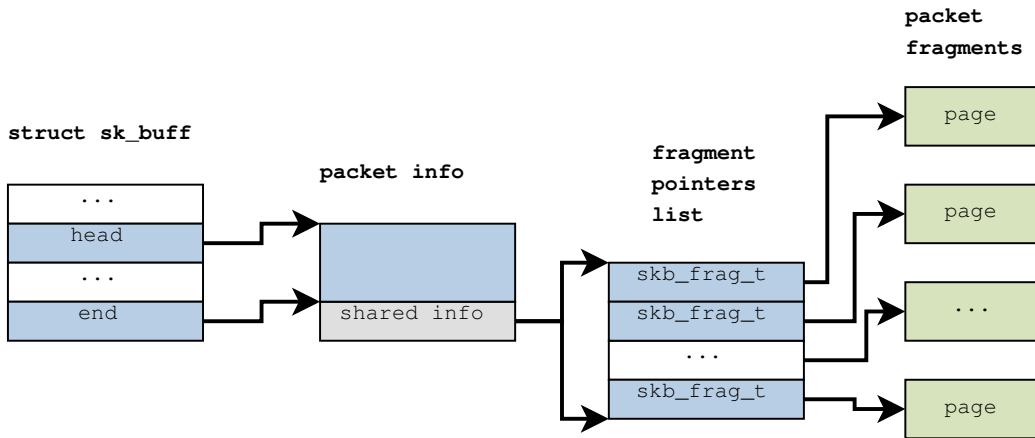 struct sk_buff
...
head
...
end
packet info
shared info
fragment
pointers
list
skb_frag_t
skb_frag_t
...
skb_frag_t
packet
fragments
page
page
...
page